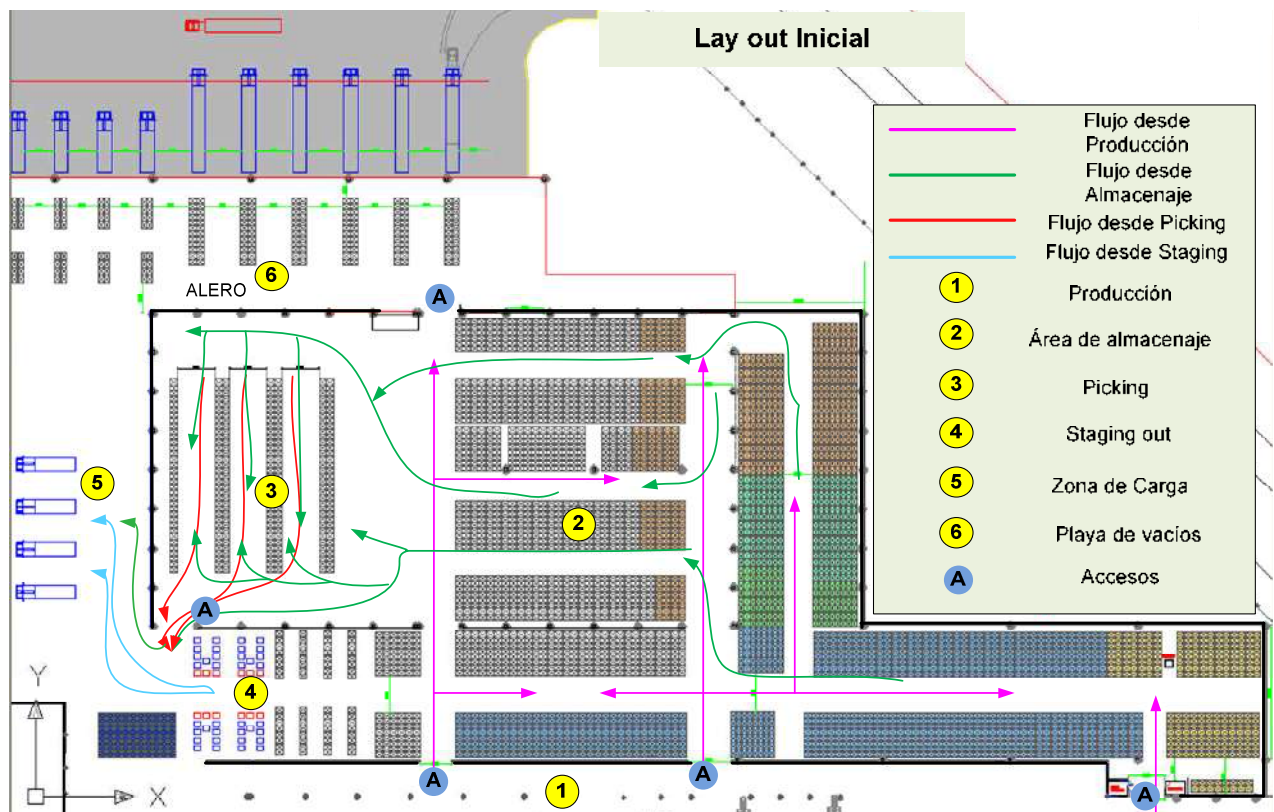 Lay out Inicial
Flujo desde
Producción
Flujo desde
Almacenaje
Flujo desde Picking
Flujo desde Staging
1
Producción
2
Área de almacenaje
3
Picking
4
Staging out
5
Zona de Carga
6
Playa de vacíos
A
Accesos
6
ALERO
A
5
3
2
A
4
Y
X
A
1
A
A